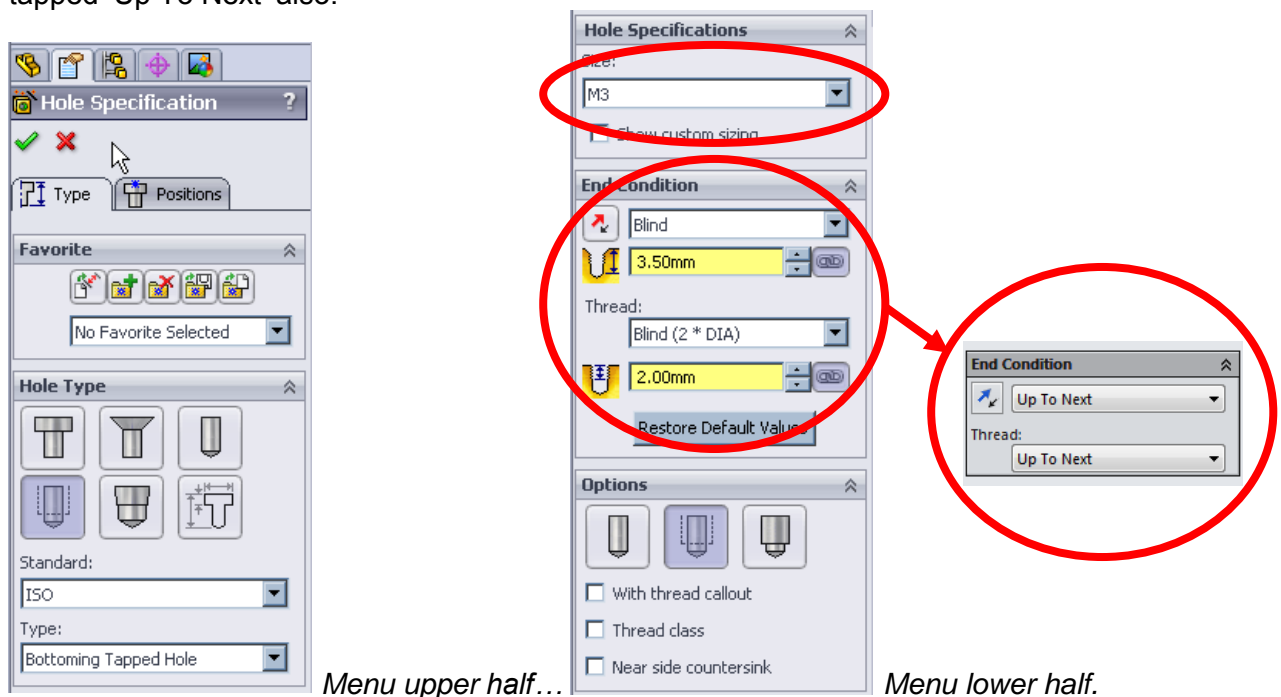 tapped 'Up To Next' also.
Hole Specification ?
Type
Positions
Favorite
No Favorite Selected
Hole Type
Standard:
ISO
Type:
Bottoming Tapped Hole
Menu upper half…
Hole Specifications
Size:
M3
Show custom sizing
End Condition
Blind
3.50mm
Thread:
Blind (2 * DIA)
2.00mm
Restore Default Values
Options
With thread callout
Thread class
Near side countersink
Menu lower half.
End Condition
Up To Next
Thread:
Up To Next